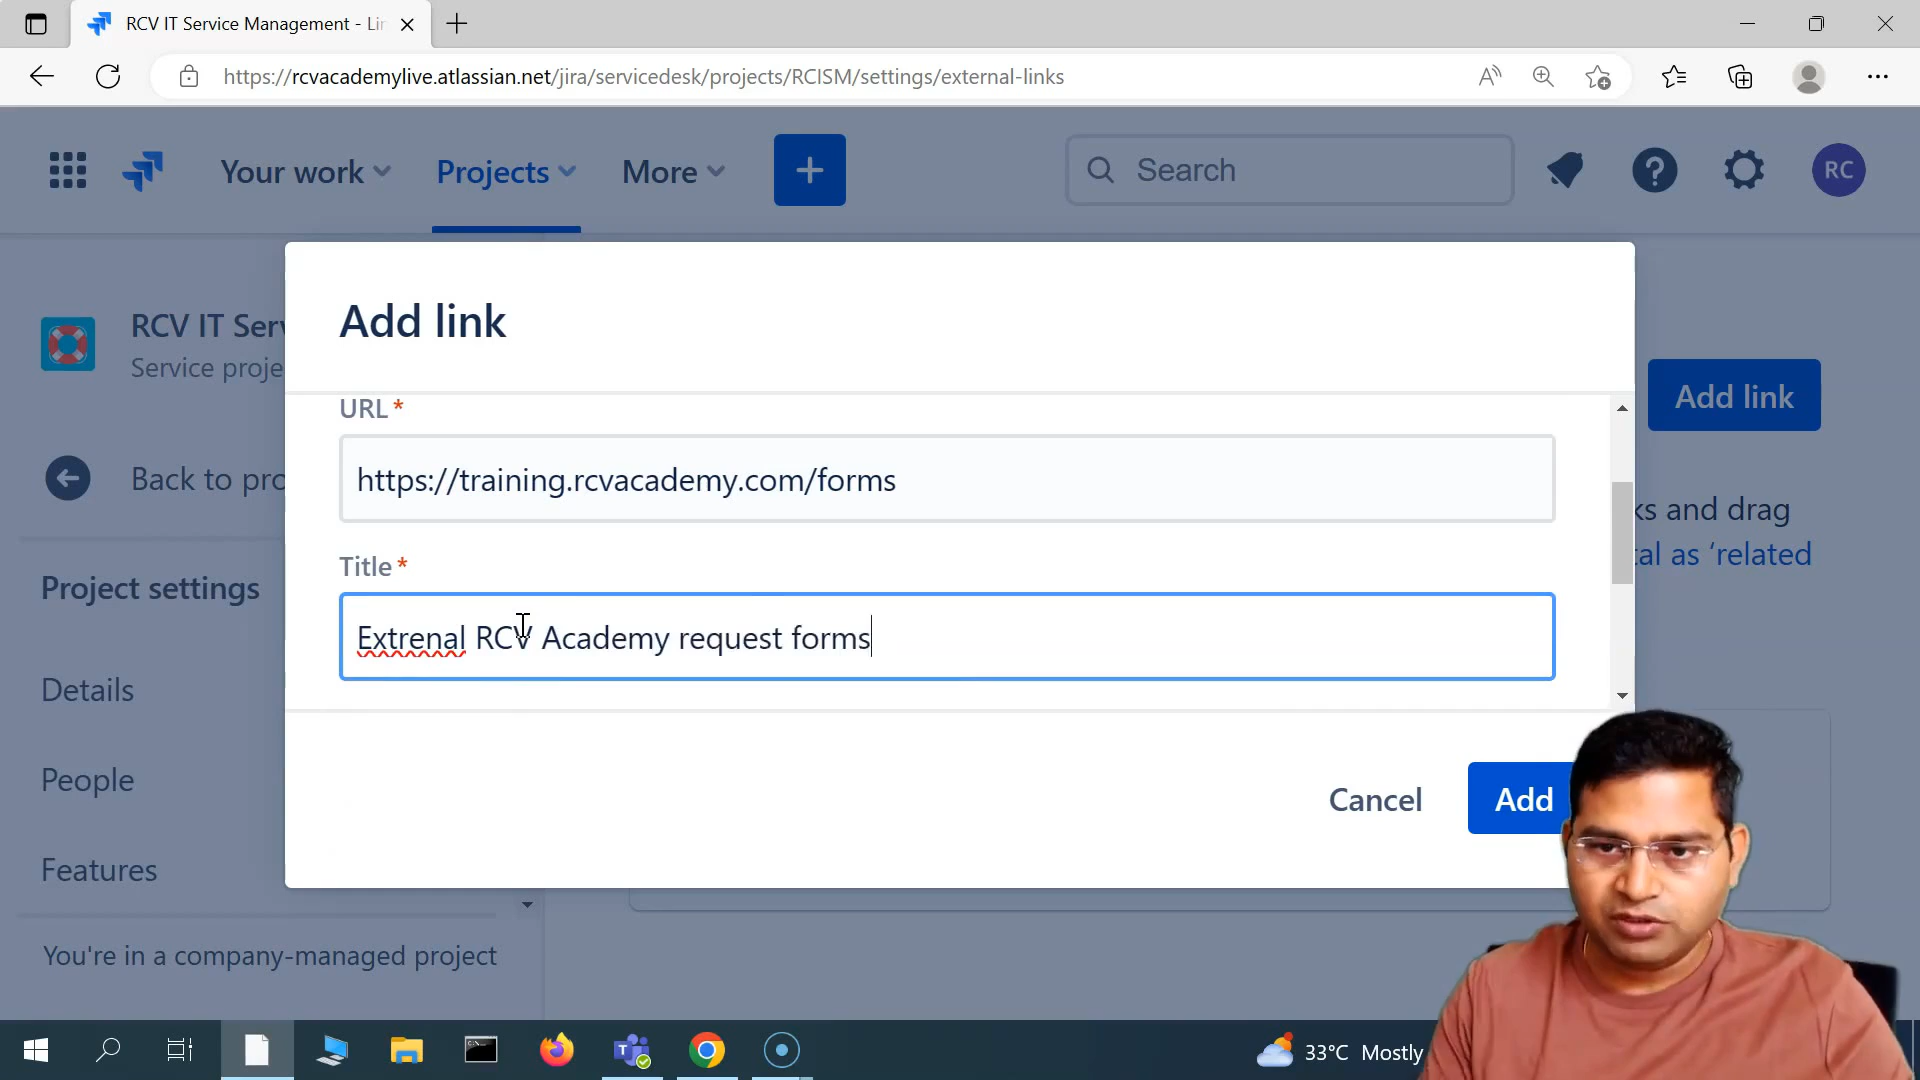 RCV IT Service Management - Lin
https://rcvacademylive.atlassian.net/jira/servicedesk/projects/RCISM/settings/external-links
Your work
Projects
More
Search
RC
RCV IT Serv
Service proje
Back to pro
Project settings
Details
People
Features
You're in a company-managed project
Add link
URL*
https://training.rcvacademy.com/forms
Title*
Extrenal RCV Academy request forms
Cancel
Add
Add link
ks and drag
tal as ‘related
33°C Mostly